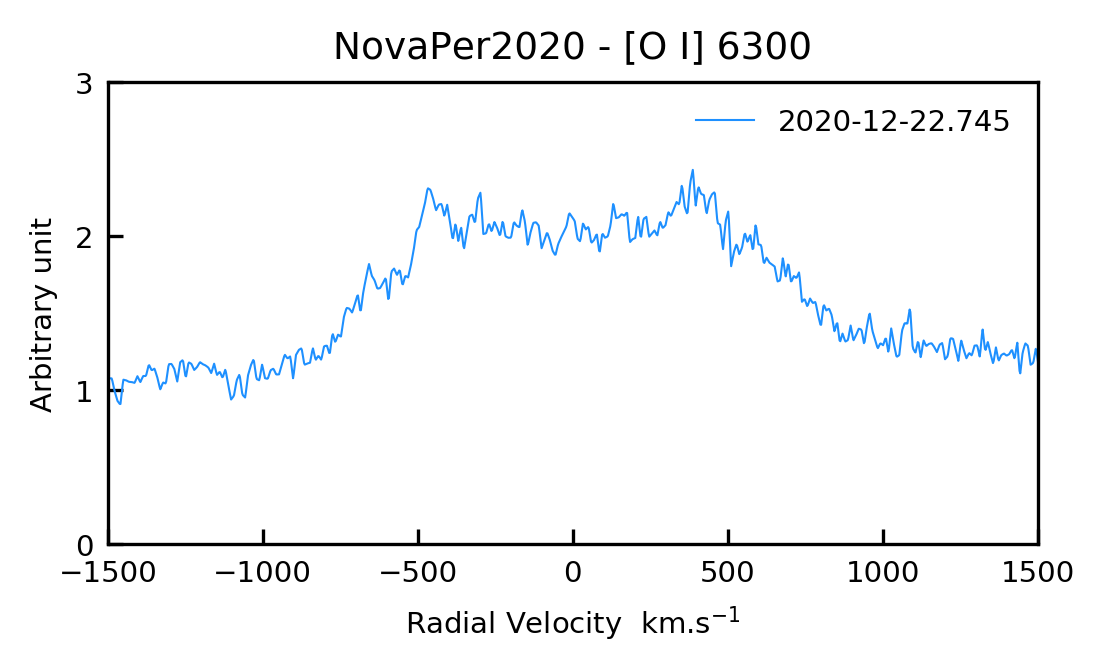 NovaPer2020 - [O I] 6300
2020-12-22.745
3
2
1
0
Arbitrary unit
−1500 −1000 −500 0 500 1000 1500
Radial Velocity km.s⁻¹